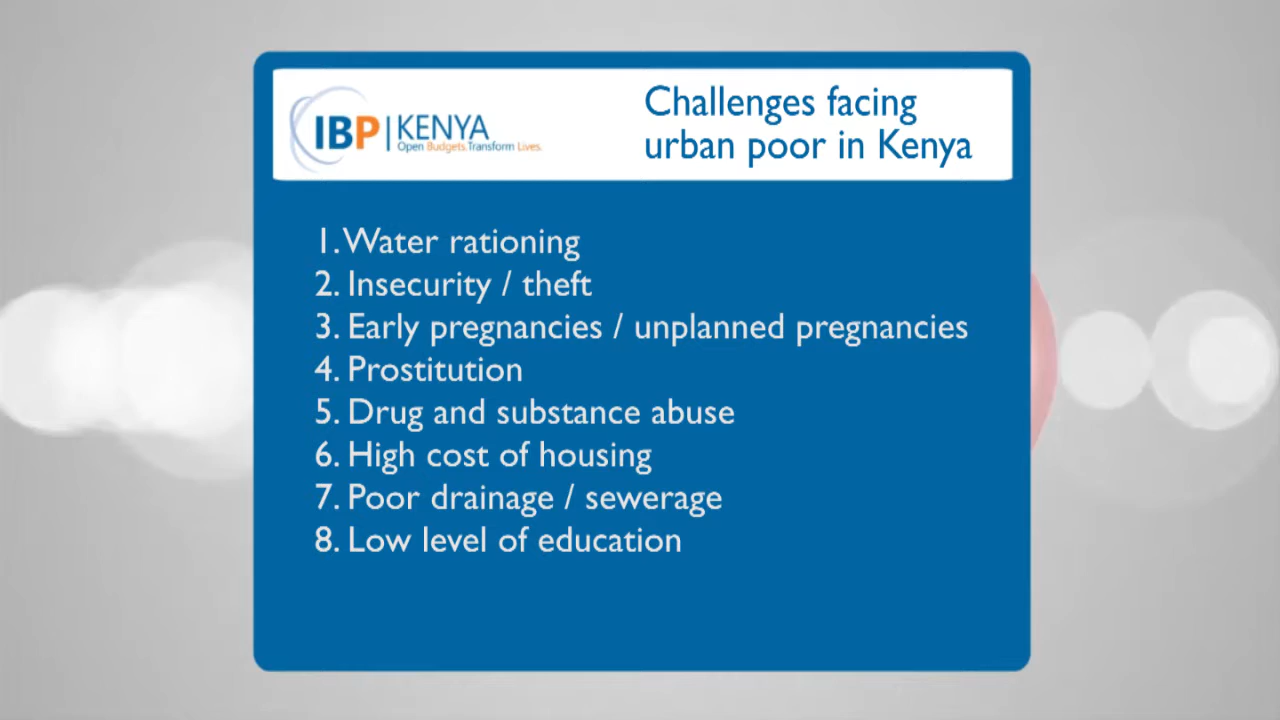 IBP | KENYA
Open Budgets. Transform Lives.
Challenges facing
urban poor in Kenya
1. Water rationing
2. Insecurity / theft
3. Early pregnancies / unplanned pregnancies
4. Prostitution
5. Drug and substance abuse
6. High cost of housing
7. Poor drainage / sewerage
8. Low level of education